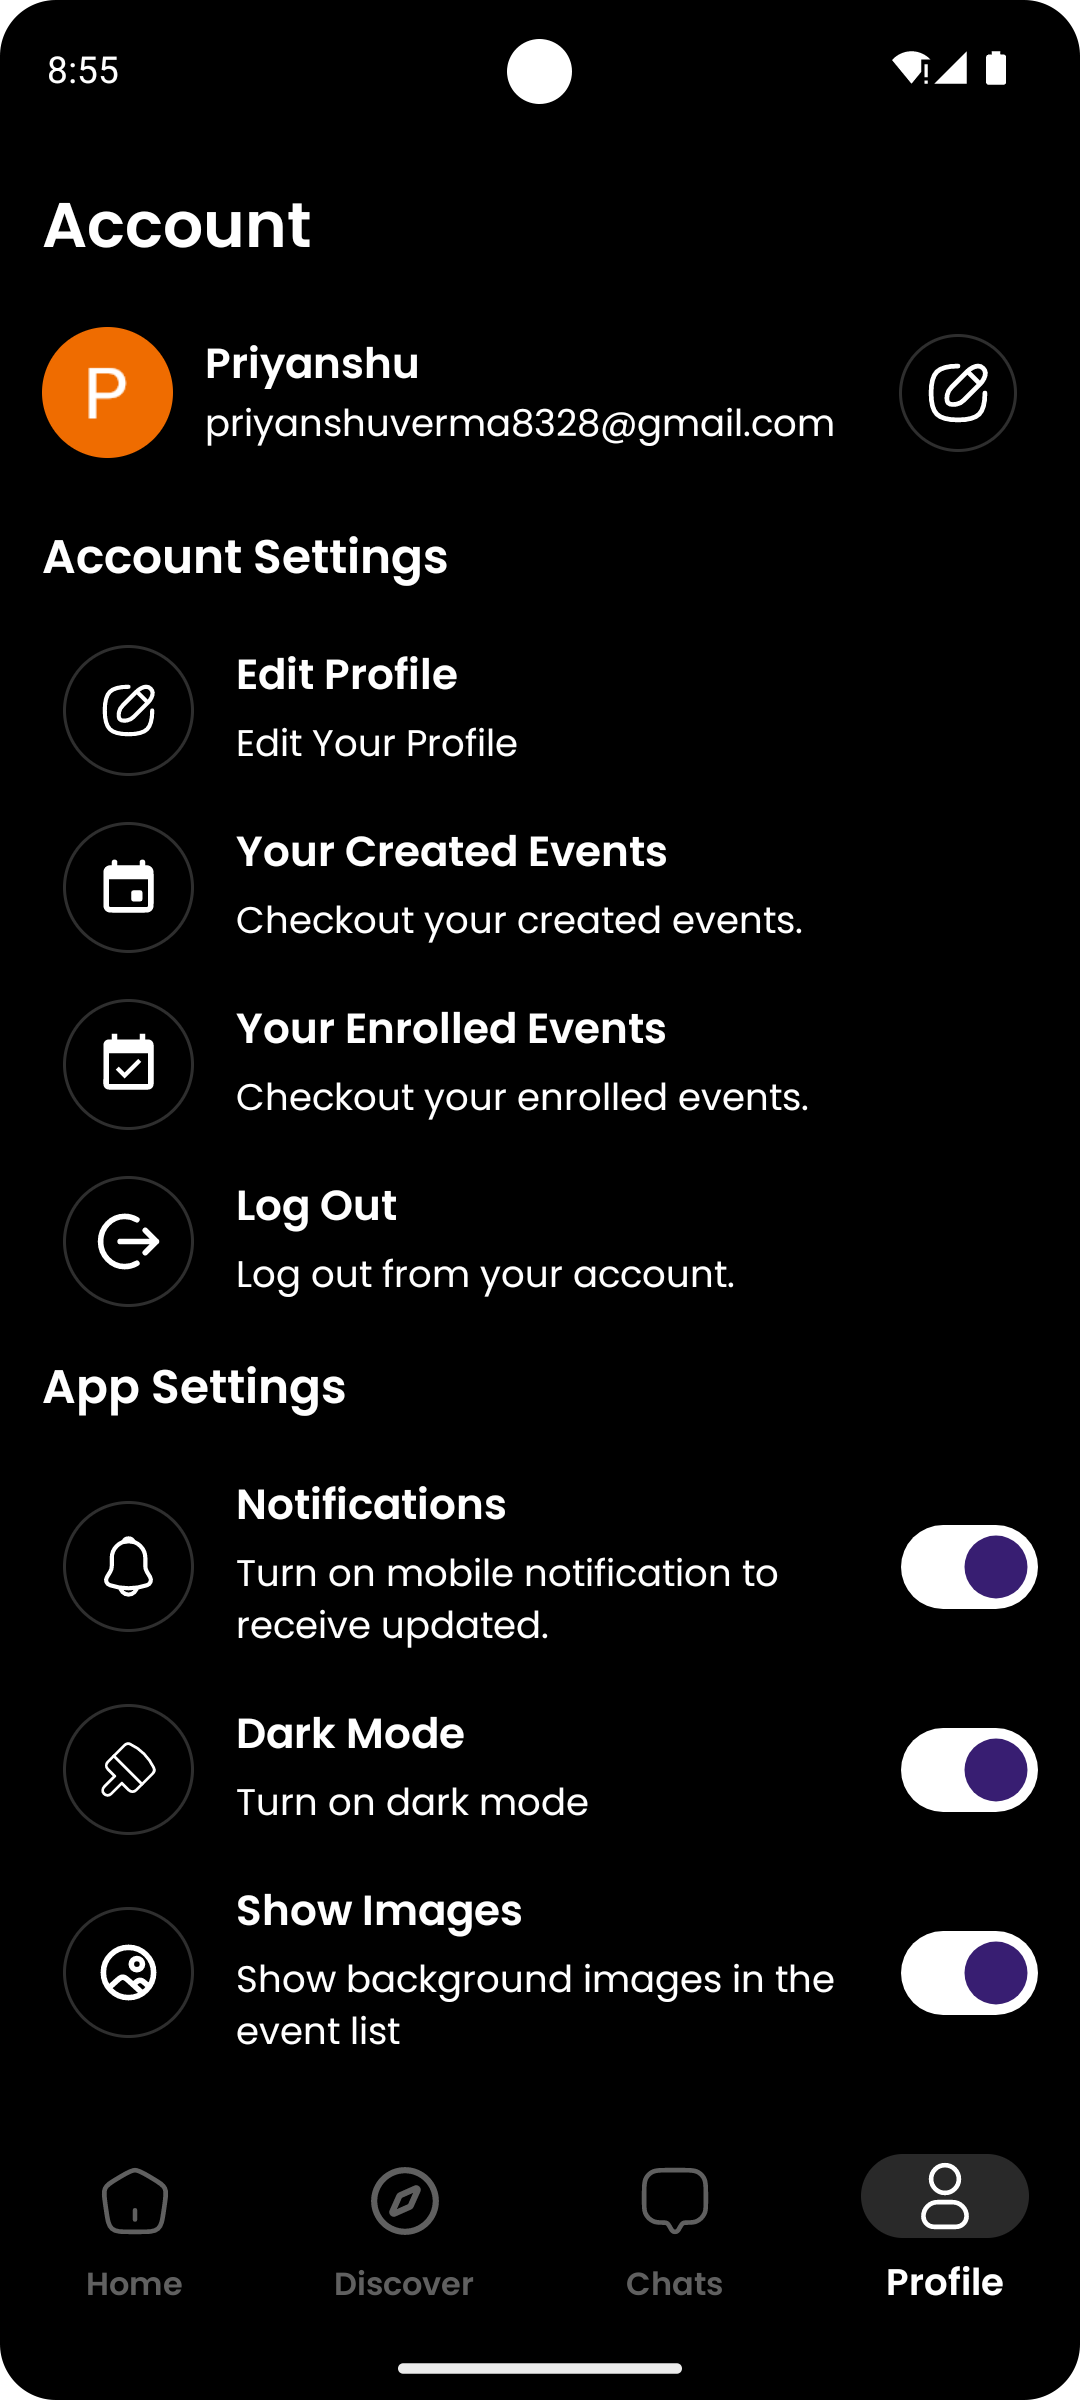 8:55
Account
P
Priyanshu
priyanshuverma8328@gmail.com
Account Settings
Edit Profile
Edit Your Profile
Your Created Events
Checkout your created events.
Your Enrolled Events
Checkout your enrolled events.
Log Out
Log out from your account.
App Settings
Notifications
Turn on mobile notification to
receive updated.
Dark Mode
Turn on dark mode
Show Images
Show background images in the
event list
Home
Discover
Chats
Profile